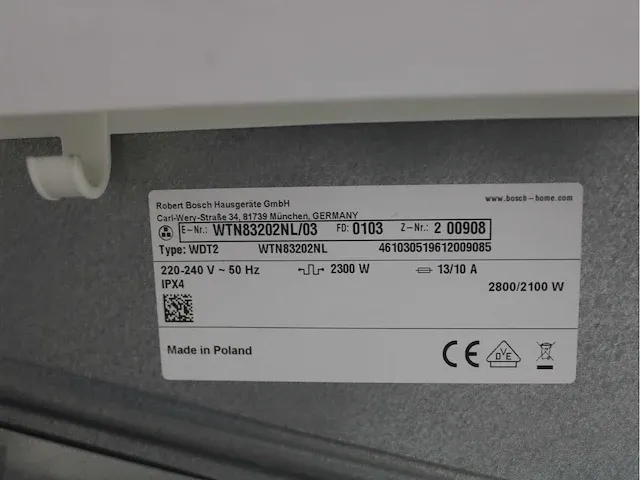 Robert Bosch Hausgeräte GmbH
www.bosch-home.com
Carl-Wery-Straße 34, 81739 München, GERMANY
E-Nr.: WTN83202NL/03 FD: 0103 Z-Nr.: 2 00908
Type: WDT2 WTN83202NL 461030519612009085
220-240 V ~ 50 Hz 2300 W 13/10 A
IPX4
2800/2100 W
Made in Poland
CE DVE